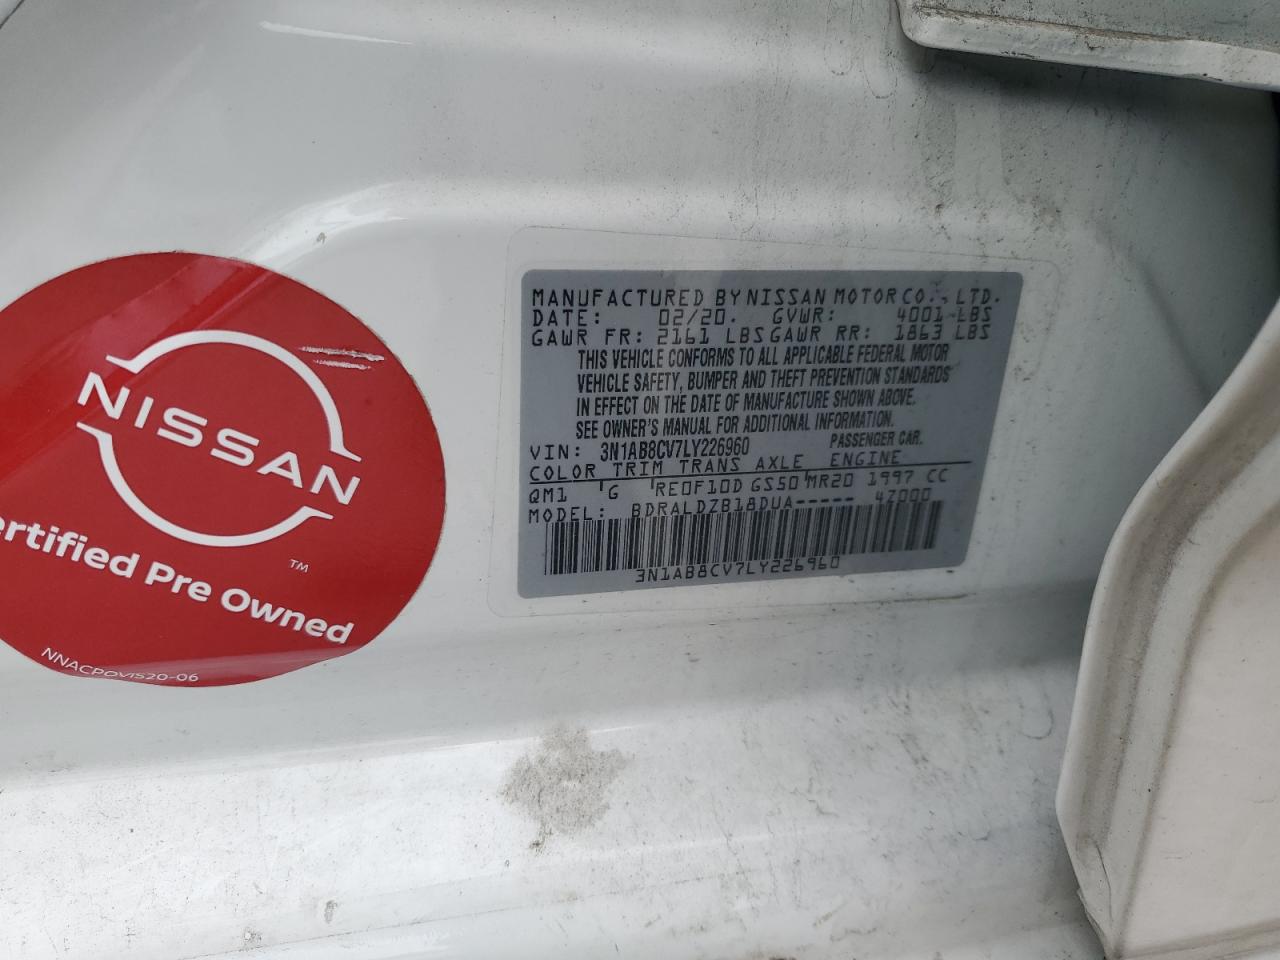 NISSAN
TM
Certified Pre Owned
NNACPOVIS20-06
MANUFACTURED BY NISSAN MOTOR CO., LTD.
DATE: 02/20. GVWR: 4001 LBS
GAWR FR: 2161 LBS GAWR RR: 1863 LBS
THIS VEHICLE CONFORMS TO ALL APPLICABLE FEDERAL MOTOR
VEHICLE SAFETY, BUMPER AND THEFT PREVENTION STANDARDS
IN EFFECT ON THE DATE OF MANUFACTURE SHOWN ABOVE.
SEE OWNER'S MANUAL FOR ADDITIONAL INFORMATION.
VIN: 3N1AB8CV7LY226960 PASSENGER CAR.
COLOR TRIM TRANS AXLE ENGINE
QM1 G RE0F10D GS50 MR20 1997 CC
MODEL: BDRALDZB18DUA----- 4Z000
3N1AB8CV7LY226960